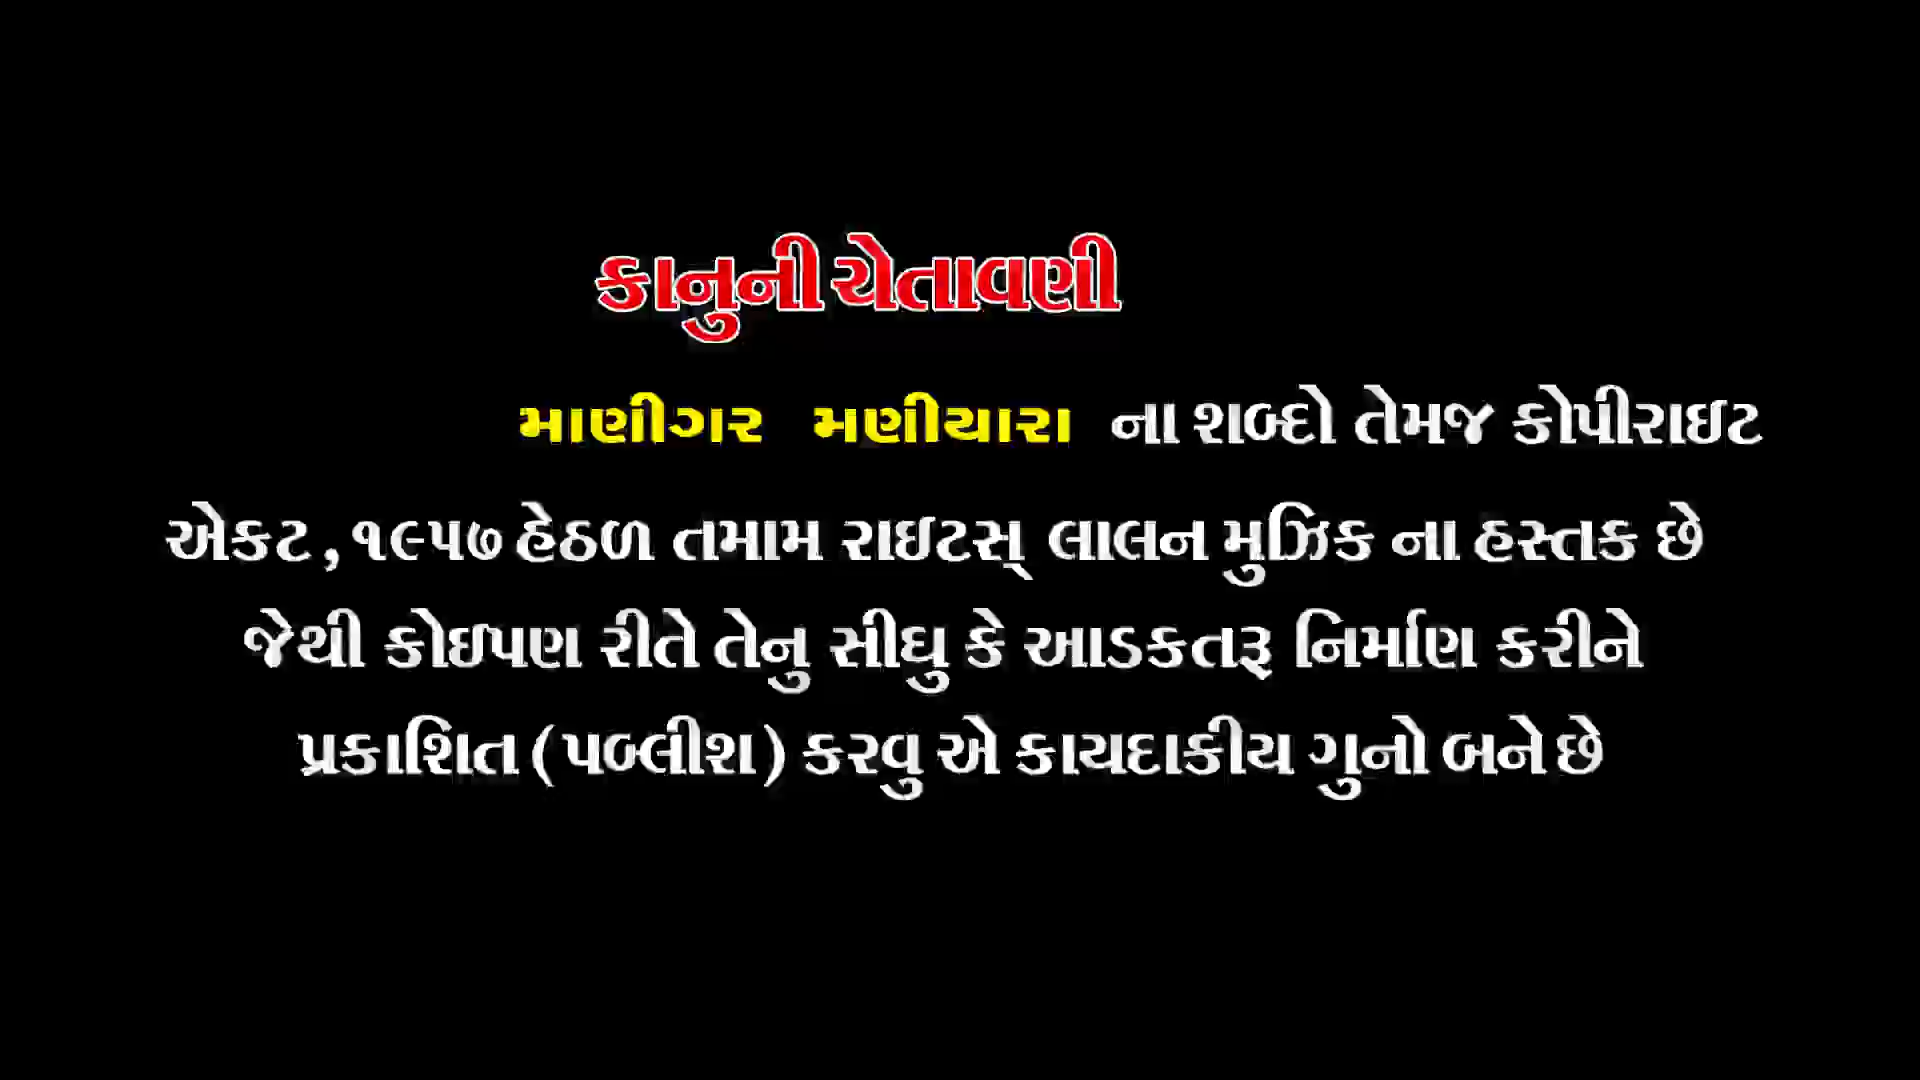 કાનુની ચેતાવણી
માણીગર મણીયારા ના શબ્દો તેમજ કોપીરાઇટ
એકટ , ૧૯૫૭ હેઠળ તમામ રાઇટસ્ લાલન મુઝિક ના હસ્તક છે
જેથી કોઇપણ રીતે તેનુ સીધુ કે આડકતરૂ નિર્માણ કરીને
પ્રકાશિત ( પબ્લીશ ) કરવુ એ કાયદાકીય ગુનો બને છે